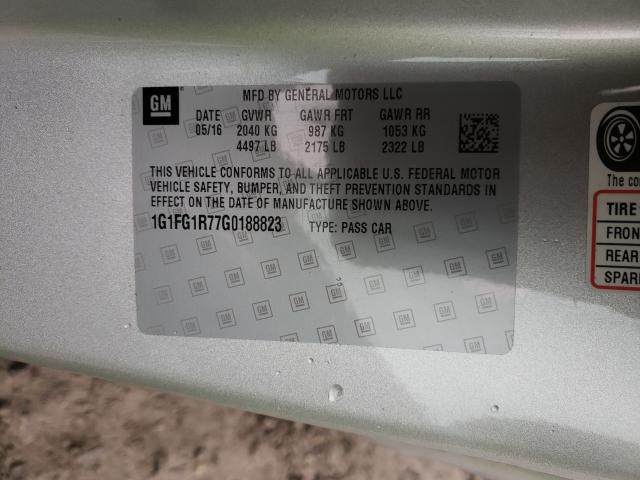 GM
MFD BY GENERAL MOTORS LLC
DATE GVWR GAWR FRT GAWR RR
05/16 2040 KG 987 KG 1053 KG
4497 LB 2175 LB 2322 LB
THIS VEHICLE CONFORMS TO ALL APPLICABLE U.S. FEDERAL MOTOR
VEHICLE SAFETY, BUMPER, AND THEFT PREVENTION STANDARDS IN
EFFECT ON THE DATE OF MANUFACTURE SHOWN ABOVE.
1G1FG1R77G0188823 TYPE: PASS CAR
The co
TIRE
FRON
REAR
SPAR